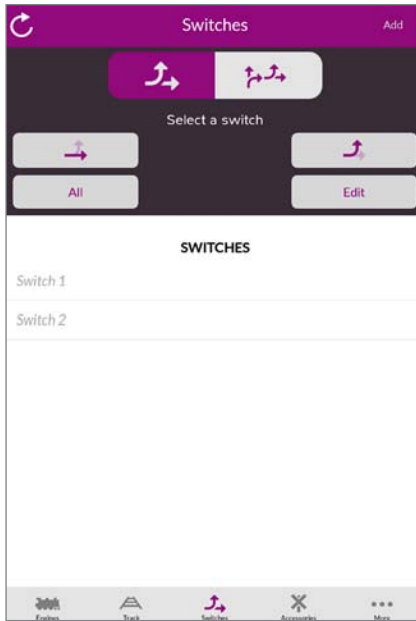 Switches Add
Select a switch
All Edit
SWITCHES
Switch 1
Switch 2
Engines Track Switches Accessories More